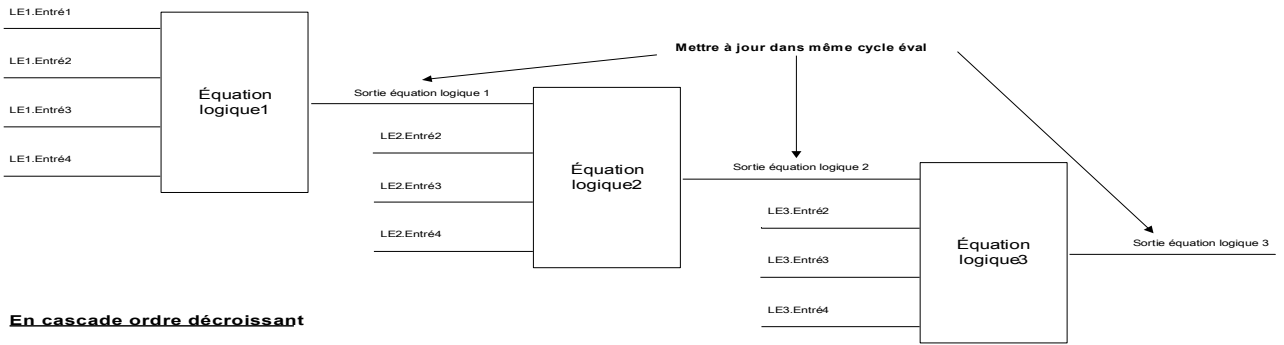 LE1.Entré1
LE1.Entré2
LE1.Entré3
LE1.Entré4
Équation
logique1
Mettre à jour dans même cycle éval
Sortie équation logique 1
LE2.Entré2
LE2.Entré3
LE2.Entré4
Équation
logique2
Sortie équation logique 2
LE3.Entré2
LE3.Entré3
LE3.Entré4
Équation
logique3
Sortie équation logique 3
En cascade ordre décroissant